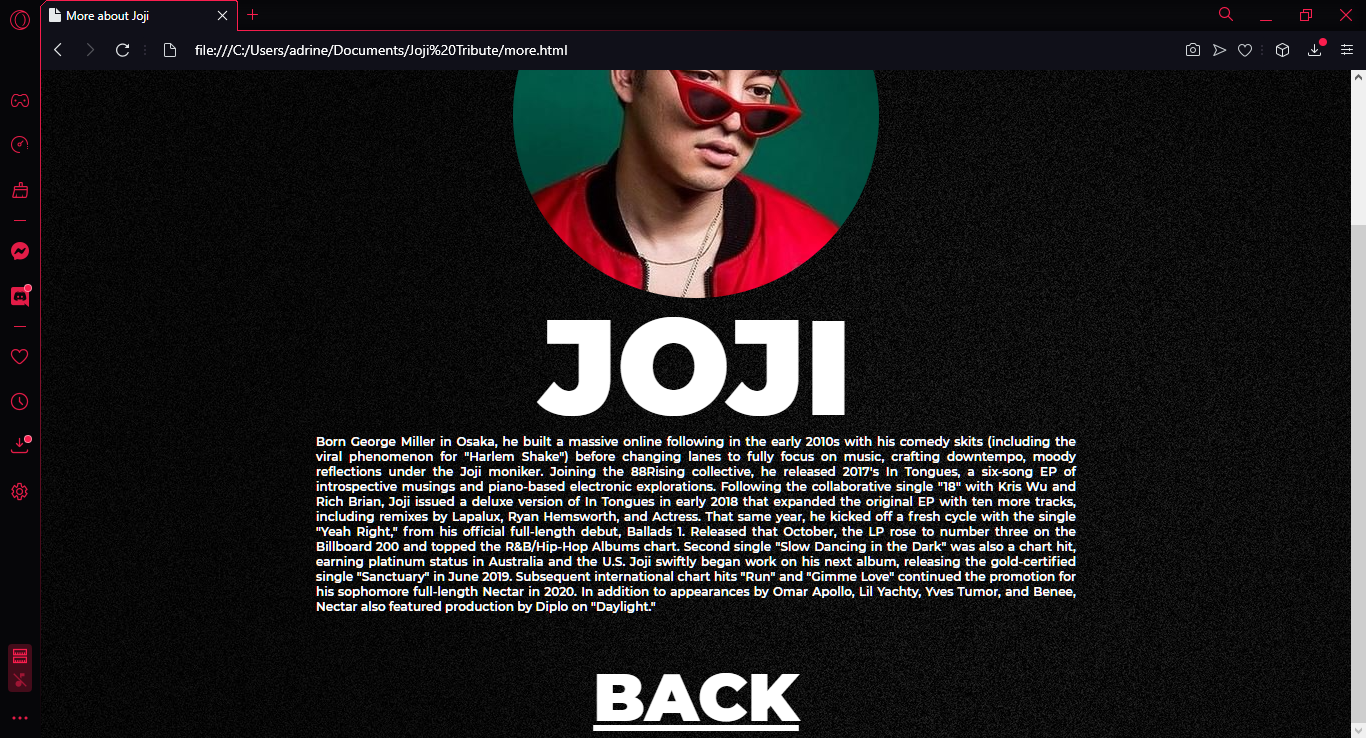 More about Joji
file:///C:/Users/adrine/Documents/Joji%20Tribute/more.html
JOJI
Born George Miller in Osaka, he built a massive online following in the early 2010s with his comedy skits (including the
viral phenomenon for "Harlem Shake") before changing lanes to fully focus on music, crafting downtempo, moody
reflections under the Joji moniker. Joining the 88Rising collective, he released 2017's In Tongues, a six-song EP of
introspective musings and piano-based electronic explorations. Following the collaborative single "18" with Kris Wu and
Rich Brian, Joji issued a deluxe version of In Tongues in early 2018 that expanded the original EP with ten more tracks,
including remixes by Lapalux, Ryan Hemsworth, and Actress. That same year, he kicked off a fresh cycle with the single
"Yeah Right," from his official full-length debut, Ballads 1. Released that October, the LP rose to number three on the
Billboard 200 and topped the R&B/Hip-Hop Albums chart. Second single "Slow Dancing in the Dark" was also a chart hit,
earning platinum status in Australia and the U.S. Joji swiftly began work on his next album, releasing the gold-certified
single "Sanctuary" in June 2019. Subsequent international chart hits "Run" and "Gimme Love" continued the promotion for
his sophomore full-length Nectar in 2020. In addition to appearances by Omar Apollo, Lil Yachty, Yves Tumor, and Benee,
Nectar also featured production by Diplo on "Daylight."
BACK